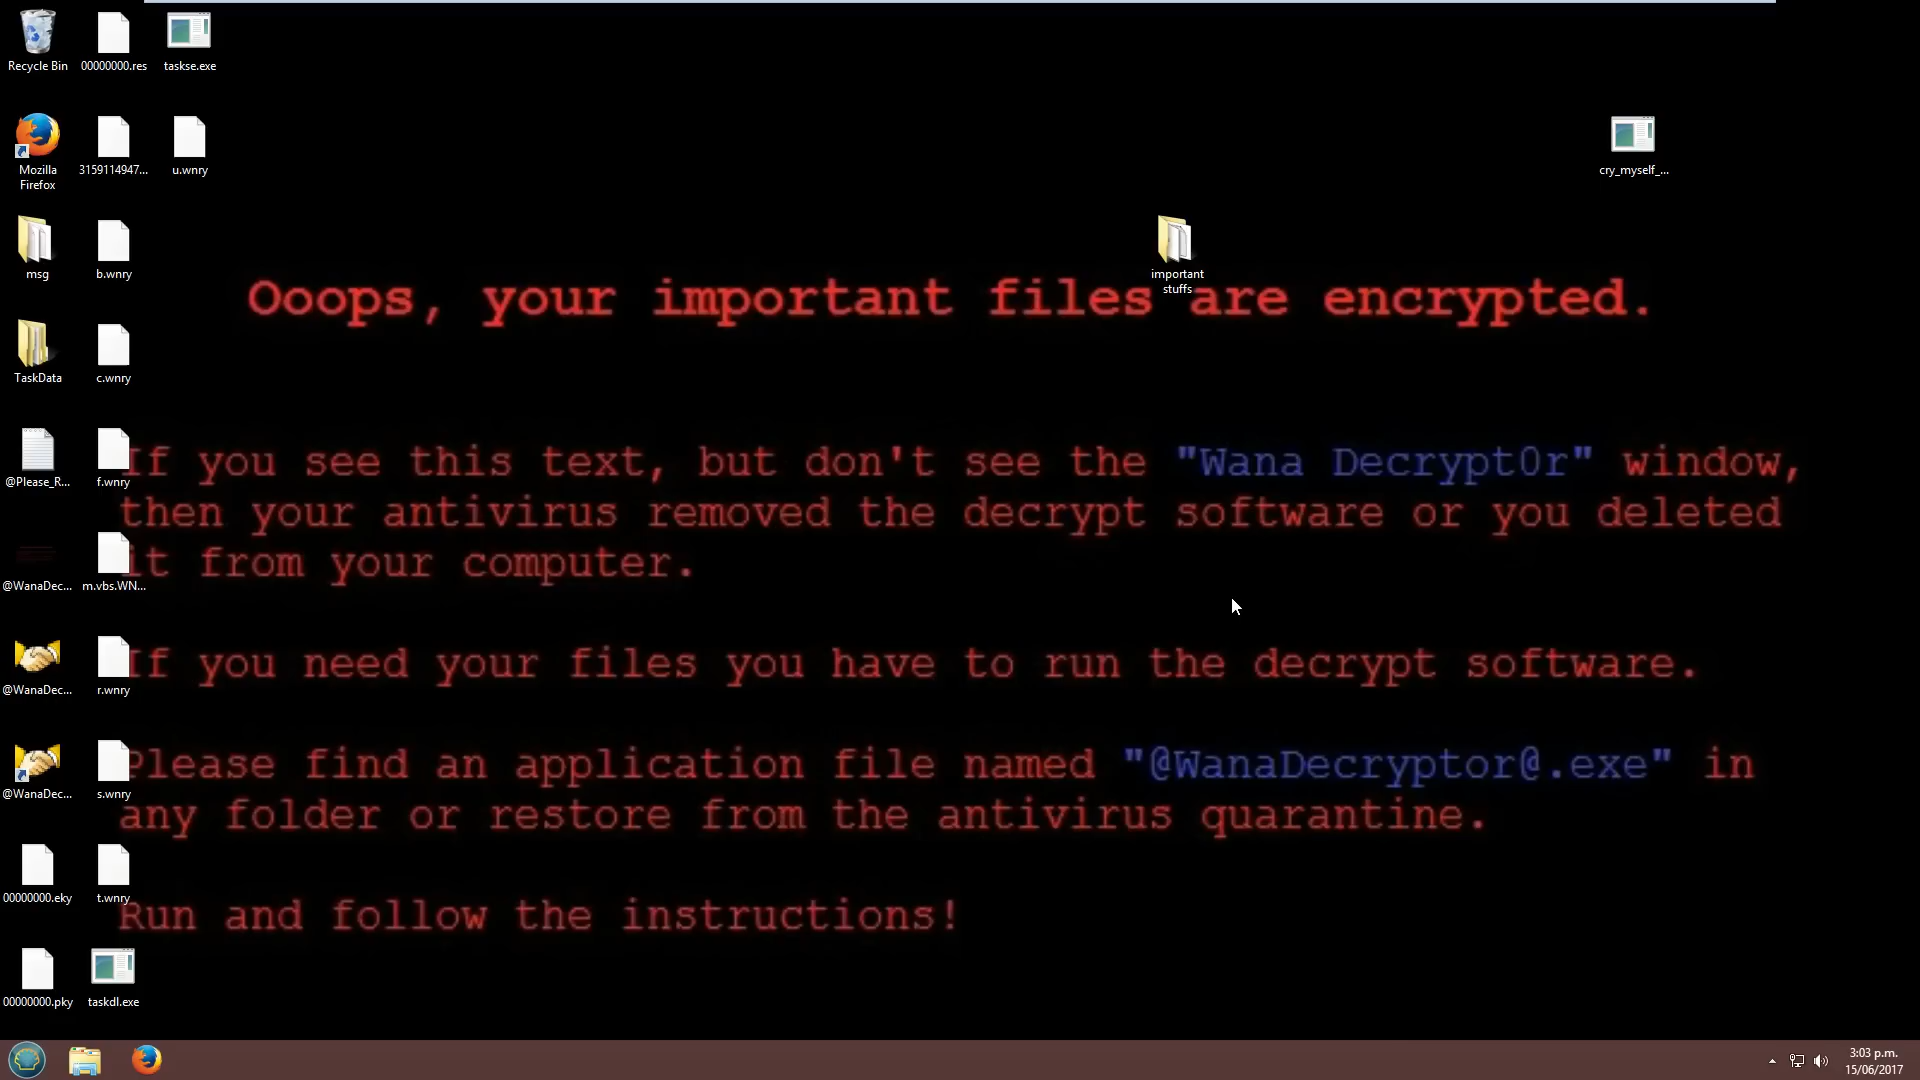 Recycle Bin
00000000.res
taskse.exe
Mozilla
Firefox
3159114947...
u.wnry
cry_myself_...
msg
b.wnry
important
stuffs
Ooops, your important files are encrypted.
TaskData
c.wnry
@Please_R...
f.wnry
If you see this text, but don't see the "Wana Decrypt0r" window,
then your antivirus removed the decrypt software or you deleted
it from your computer.
@WanaDec...
m.vbs.WN...
@WanaDec...
r.wnry
If you need your files you have to run the decrypt software.
@WanaDec...
s.wnry
Please find an application file named "@WanaDecryptor@.exe" in
any folder or restore from the antivirus quarantine.
00000000.eky
t.wnry
Run and follow the instructions!
00000000.pky
taskdl.exe
3:03 p.m.
15/06/2017